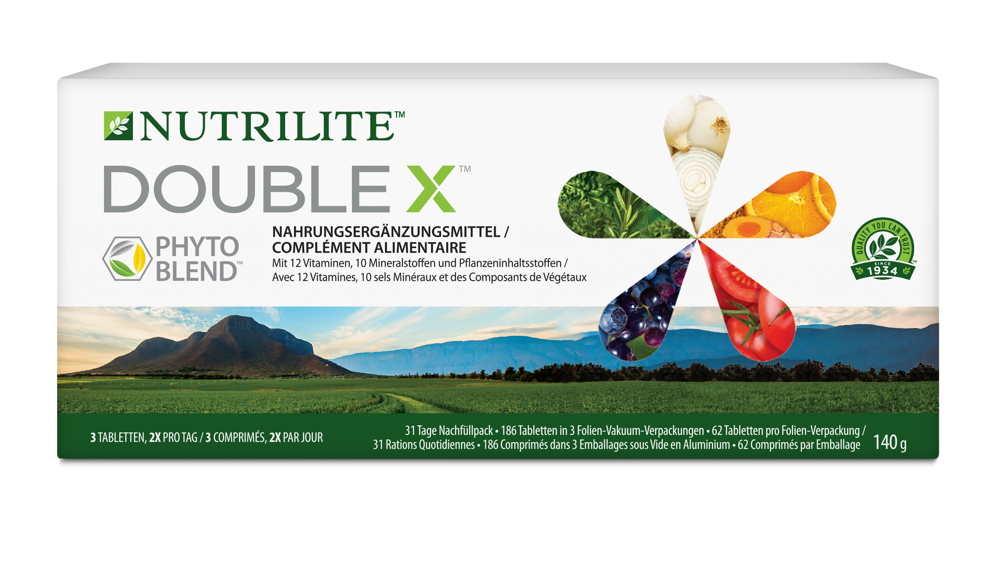 NUTRILITE™
DOUBLE X™
PHYTO
BLEND™
NAHRUNGSERGÄNZUNGSMITTEL /
COMPLÉMENT ALIMENTAIRE
Mit 12 Vitaminen, 10 Mineralstoffen und Pflanzeninhaltsstoffen /
Avec 12 Vitamines, 10 sels Minéraux et des Composants de Végétaux
QUALITY YOU CAN TRUST
SINCE
1934™
3 TABLETTEN, 2X PRO TAG / 3 COMPRIMÉS, 2X PAR JOUR
31 Tage Nachfüllpack • 186 Tabletten in 3 Folien-Vakuum-Verpackungen • 62 Tabletten pro Folien-Verpackung /
31 Rations Quotidiennes • 186 Comprimés dans 3 Emballages sous Vide en Aluminium • 62 Comprimés par Emballage
140 g